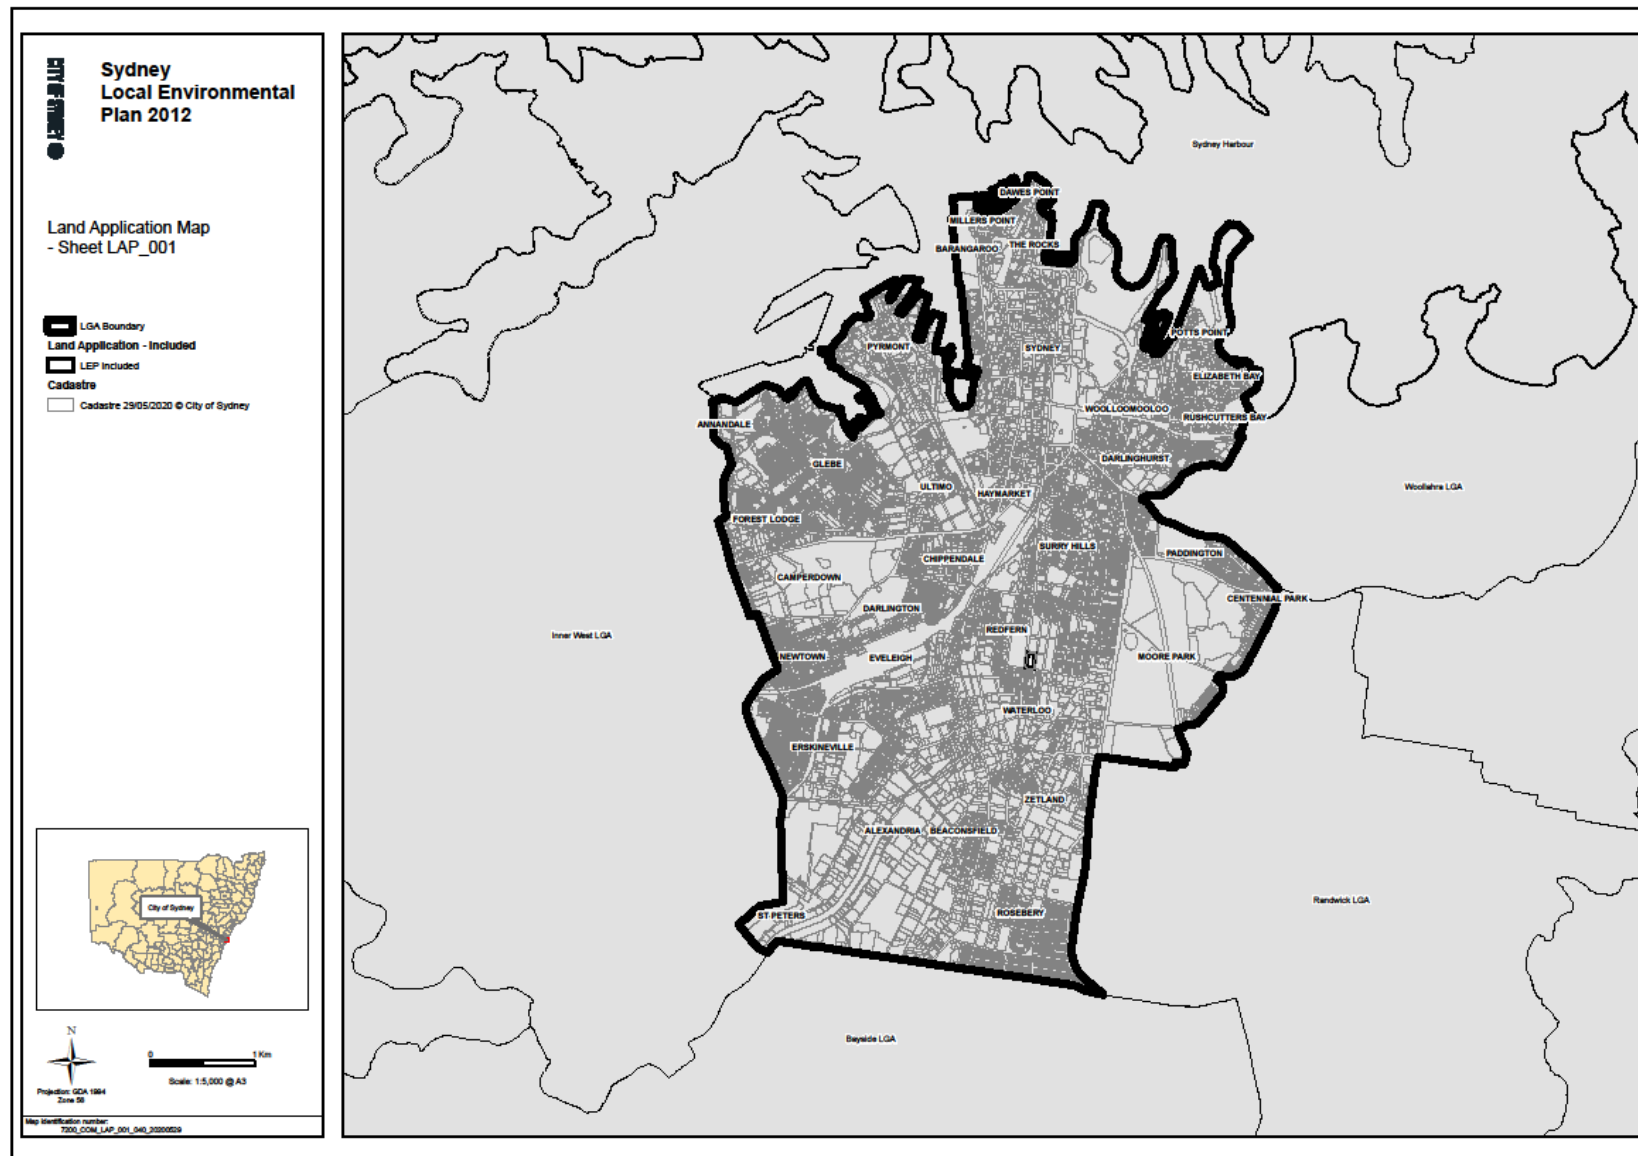 CITY OF SYDNEY
Sydney
Local Environmental
Plan 2012
Land Application Map
- Sheet LAP_001
LGA Boundary
Land Application - Included
LEP Included
Cadastre
Cadastre 29/05/2020 © City of Sydney
City of Sydney
N
0 1 Km
Scale: 1:5,000 @ A3
Projection: GDA 1994
Zone 56
Map identification number:
7200_COM_LAP_001_040_20200529
Sydney Harbour
DAWES POINT
MILLERS POINT
BARANGAROO
THE ROCKS
POTTS POINT
PYRMONT
SYDNEY
ELIZABETH BAY
WOOLLOOMOOLOO
RUSHCUTTERS BAY
ANNANDALE
DARLINGHURST
GLEBE
ULTIMO
HAYMARKET
Woollahra LGA
FOREST LODGE
SURRY HILLS
PADDINGTON
CHIPPENDALE
CAMPERDOWN
CENTENNIAL PARK
DARLINGTON
REDFERN
Inner West LGA
NEWTOWN
EVELEIGH
MOORE PARK
WATERLOO
ERSKINEVILLE
ZETLAND
ALEXANDRIA
BEACONSFIELD
Randwick LGA
ST PETERS
ROSEBERY
Bayside LGA